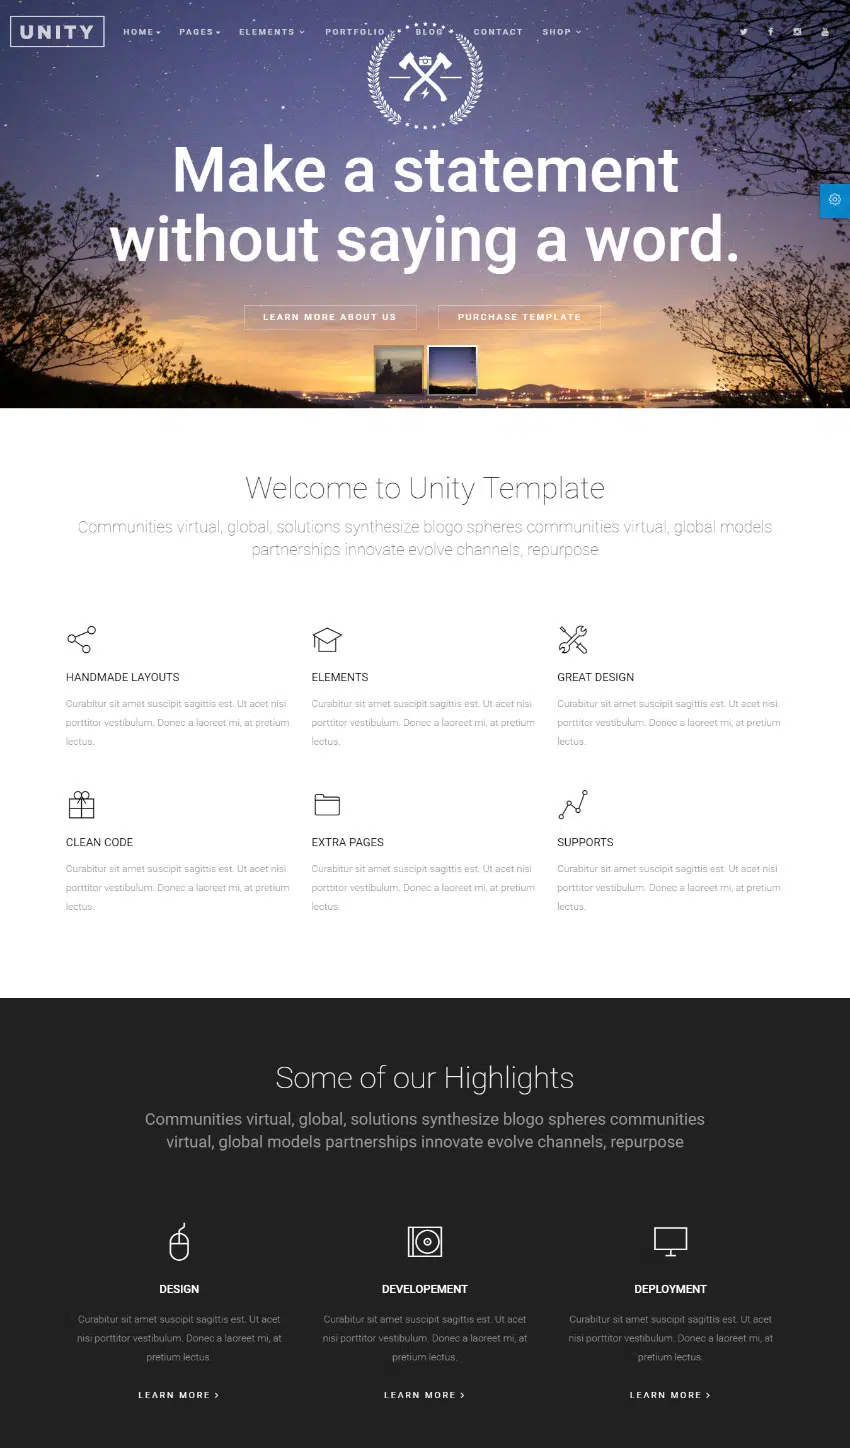 UNITY
HOME PAGES ELEMENTS PORTFOLIO BLOG CONTACT SHOP
Make a statement
without saying a word.
LEARN MORE ABOUT US PURCHASE TEMPLATE
Welcome to Unity Template
Communities virtual, global, solutions synthesize blogo spheres communities virtual, global models
partnerships innovate evolve channels, repurpose
HANDMADE LAYOUTS
Curabitur sit amet suscipit sagittis est. Ut acet nisi
porttitor vestibulum. Donec a laoreet mi, at pretium
lectus.
ELEMENTS
Curabitur sit amet suscipit sagittis est. Ut acet nisi
porttitor vestibulum. Donec a laoreet mi, at pretium
lectus.
GREAT DESIGN
Curabitur sit amet suscipit sagittis est. Ut acet nisi
porttitor vestibulum. Donec a laoreet mi, at pretium
lectus.
CLEAN CODE
Curabitur sit amet suscipit sagittis est. Ut acet nisi
porttitor vestibulum. Donec a laoreet mi, at pretium
lectus.
EXTRA PAGES
Curabitur sit amet suscipit sagittis est. Ut acet nisi
porttitor vestibulum. Donec a laoreet mi, at pretium
lectus.
SUPPORTS
Curabitur sit amet suscipit sagittis est. Ut acet nisi
porttitor vestibulum. Donec a laoreet mi, at pretium
lectus.
Some of our Highlights
Communities virtual, global, solutions synthesize blogo spheres communities
virtual, global models partnerships innovate evolve channels, repurpose
DESIGN
Curabitur sit amet suscipit sagittis est. Ut acet
nisi porttitor vestibulum. Donec a laoreet mi, at
pretium lectus.
LEARN MORE >
DEVELOPEMENT
Curabitur sit amet suscipit sagittis est. Ut acet
nisi porttitor vestibulum. Donec a laoreet mi, at
pretium lectus.
LEARN MORE >
DEPLOYMENT
Curabitur sit amet suscipit sagittis est. Ut acet
nisi porttitor vestibulum. Donec a laoreet mi, at
pretium lectus.
LEARN MORE >